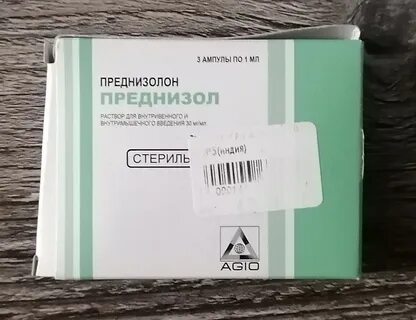 3 АМПУЛЫ ПО 1 МЛ
ПРЕДНИЗОЛОН
ПРЕДНИЗОЛ
РАСТВОР ДЛЯ ВНУТРИВЕННОГО И
ВНУТРИМЫШЕЧНОГО ВВЕДЕНИЯ 30 мг/мл
(индия)
СТЕРИЛЬ
AGIO